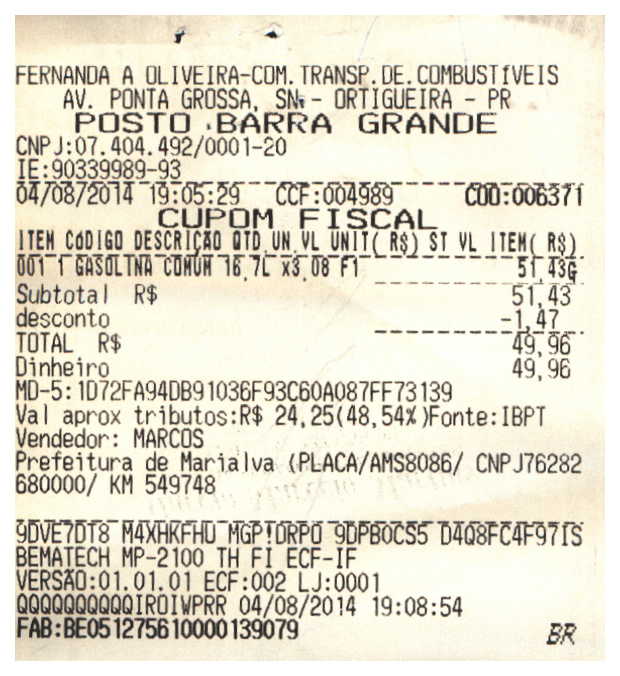 FERNANDA A OLIVEIRA-COM.TRANSP.DE.COMBUSTÍVEIS
AV. PONTA GROSSA, SN - ORTIGUEIRA - PR
POSTO BARRA GRANDE
CNPJ:07.404.492/0001-20
IE:90339989-93
04/08/2014 19:05:29 CCF:004989 COO:006371
CUPOM FISCAL
ITEM CÓDIGO DESCRIÇÃO QTD UN VL UNIT( R$) ST VL ITEM( R$)
001 1 GASOLINA COMUM 16,7L x3,08 F1 51,43G
Subtotal R$ 51,43
desconto -1,47
TOTAL R$ 49,96
Dinheiro 49,96
MD-5:1D72FA94DB91036F93C60A087FF73139
Val aprox tributos:R$ 24,25(48,54%)Fonte:IBPT
Vendedor: MARCOS
Prefeitura de Marialva (PLACA/AMS8086/ CNPJ76282
680000/ KM 549748
9DVE7DT8 M4XHKFHU MGP!DRPO 9DPB0CS5 D4Q8FC4F97IS
BEMATECH MP-2100 TH FI ECF-IF
VERSÃO:01.01.01 ECF:002 LJ:0001
QQQQQQQQQQIROIWPRR 04/08/2014 19:08:54
FAB:BE051275610000139079
BR